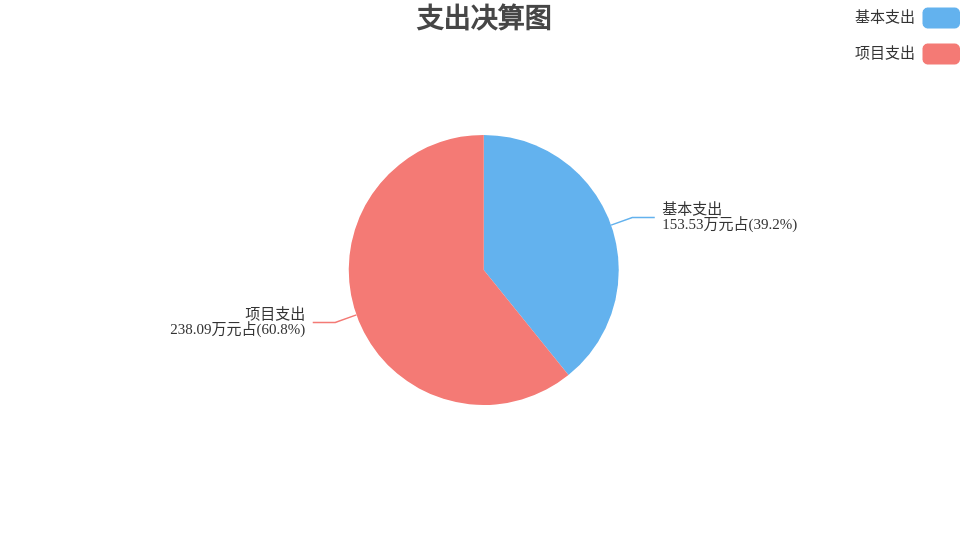 支出决算图
基本支出
项目支出
基本支出
153.53万元占(39.2%)
项目支出
238.09万元占(60.8%)